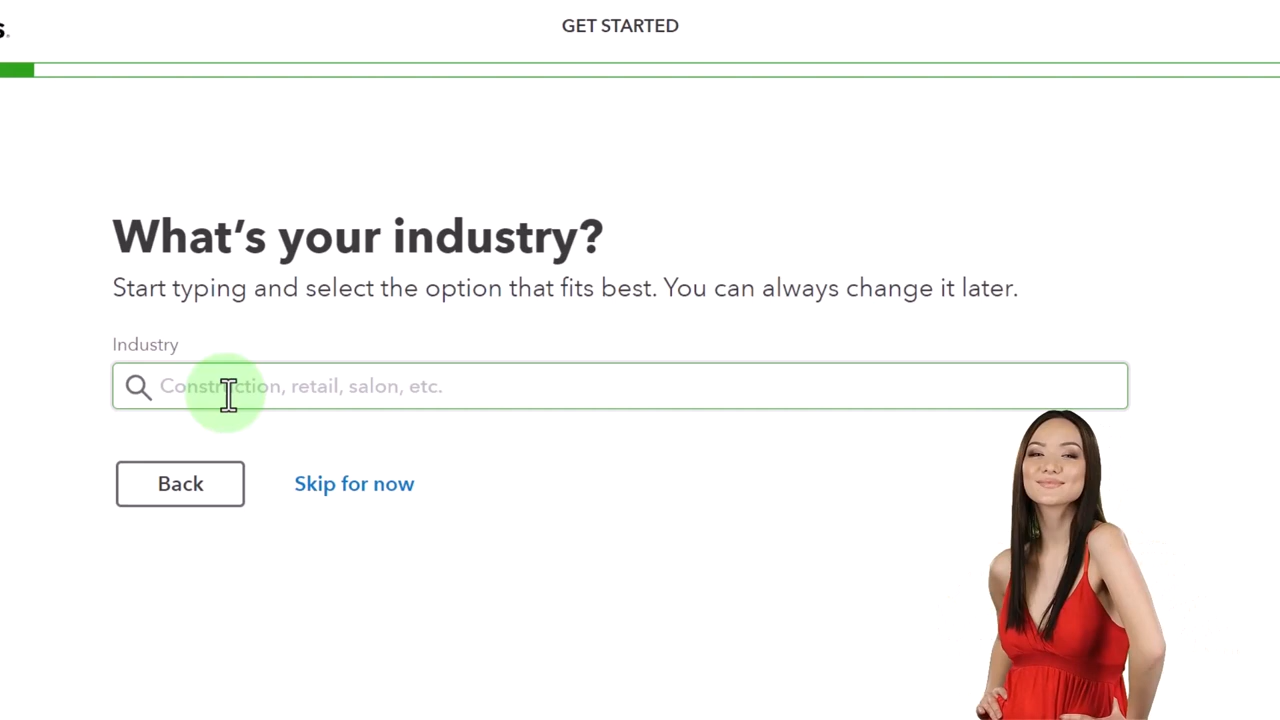 s.
GET STARTED
What's your industry?
Start typing and select the option that fits best. You can always change it later.
Industry
Construction, retail, salon, etc.
Back
Skip for now